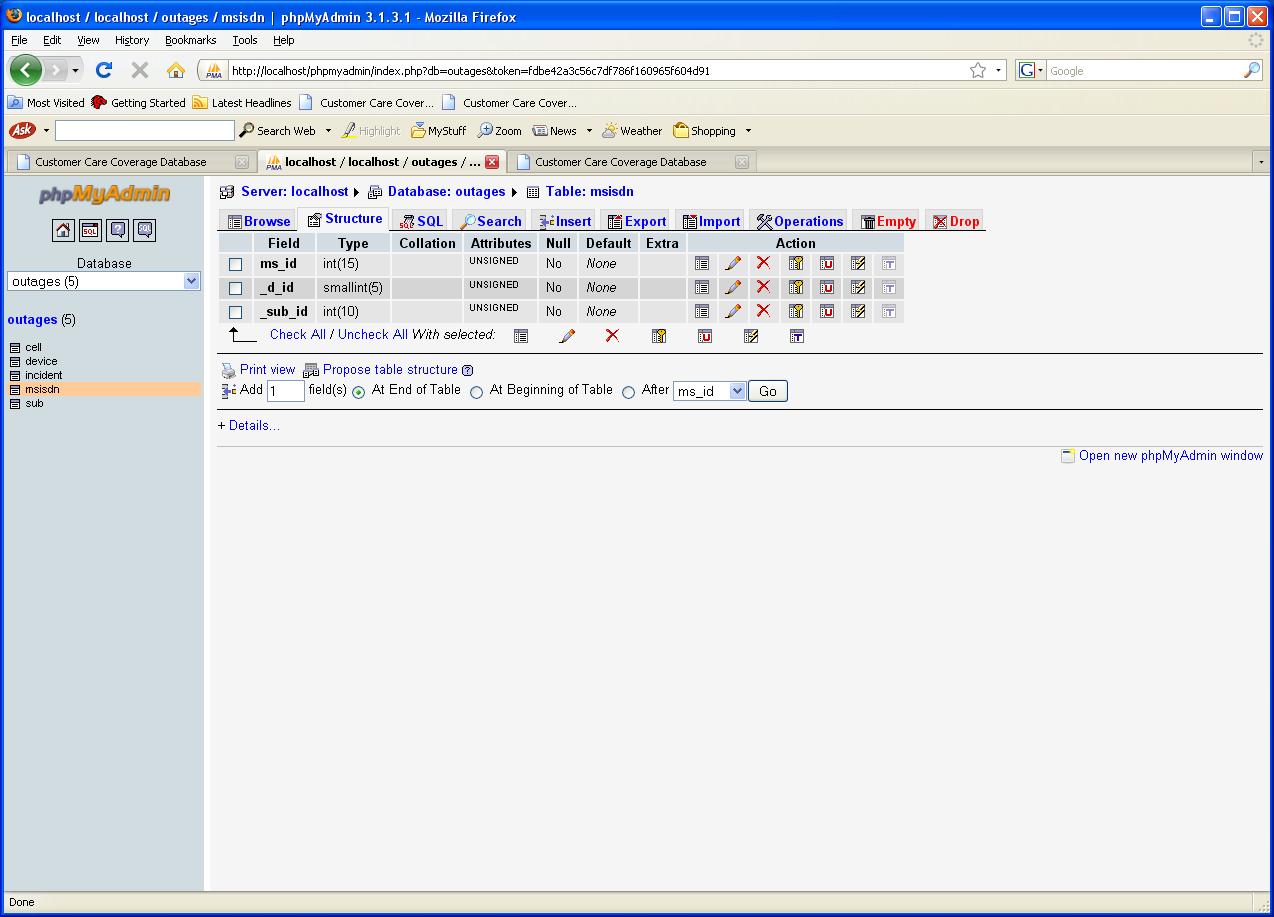 localhost / localhost / outages / msisdn | phpMyAdmin 3.1.3.1 - Mozilla Firefox
File Edit View History Bookmarks Tools Help
PMA http://localhost/phpmyadmin/index.php?db=outages&token=fdbe42a3c56c7df786f160965f604d91 G Google
Most Visited Getting Started Latest Headlines Customer Care Cover... Customer Care Cover...
Ask Search Web Highlight MyStuff Zoom News Weather Shopping
Customer Care Coverage Database PMA localhost / localhost / outages / ... Customer Care Coverage Database
phpMyAdmin
SQL ? SQL
Database
outages (5)
outages (5)
cell
device
incident
msisdn
sub
Server: localhost Database: outages Table: msisdn
Browse Structure SQL Search Insert Export Import Operations Empty Drop
Field Type Collation Attributes Null Default Extra Action
ms_id int(15) UNSIGNED No None
_d_id smallint(5) UNSIGNED No None
_sub_id int(10) UNSIGNED No None
Check All / Uncheck All With selected:
Print view Propose table structure ?
Add 1 field(s) At End of Table At Beginning of Table After ms_id Go
+ Details...
Open new phpMyAdmin window
Done